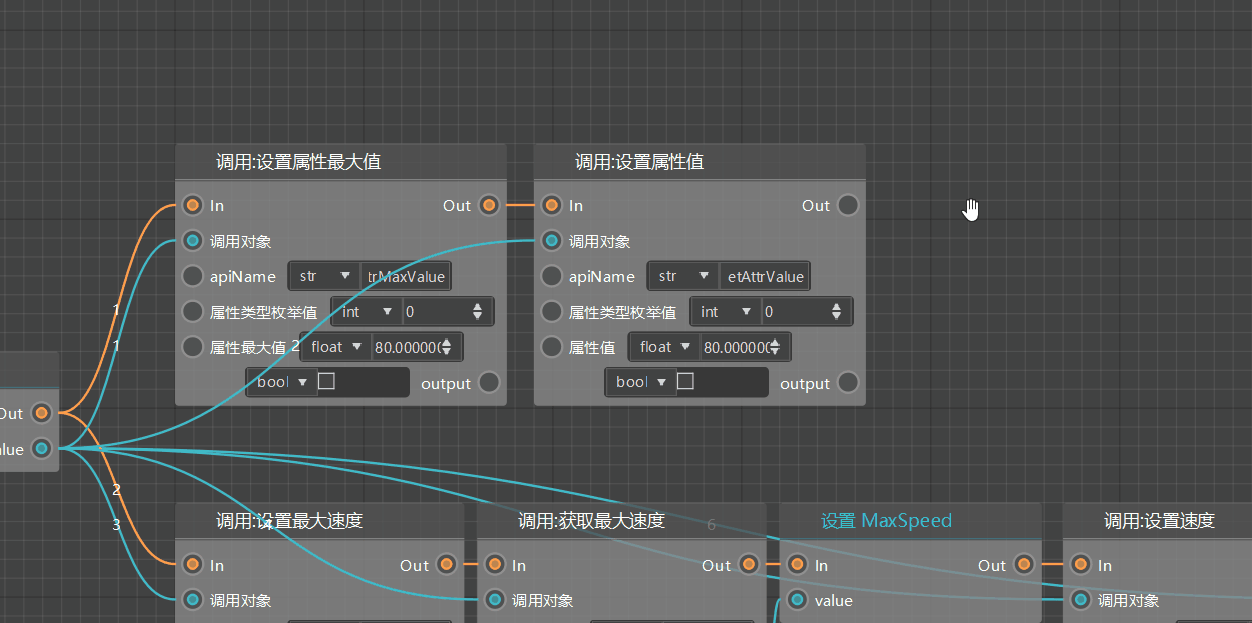 调用:设置属性最大值
调用:设置属性值
In Out In Out
调用对象 调用对象
apiName str trMaxValue apiName str etAttrValue
1 属性类型枚举值 int 0 属性类型枚举值 int 0
1 属性最大值 2 float 80.000000 属性值 float 80.000000
bool output bool output
Out
alue
2
3 调用:设置最大速度 4 调用:获取最大速度 6 设置 MaxSpeed 调用:设置速度
In Out In Out In Out In
调用对象 调用对象 value 调用对象